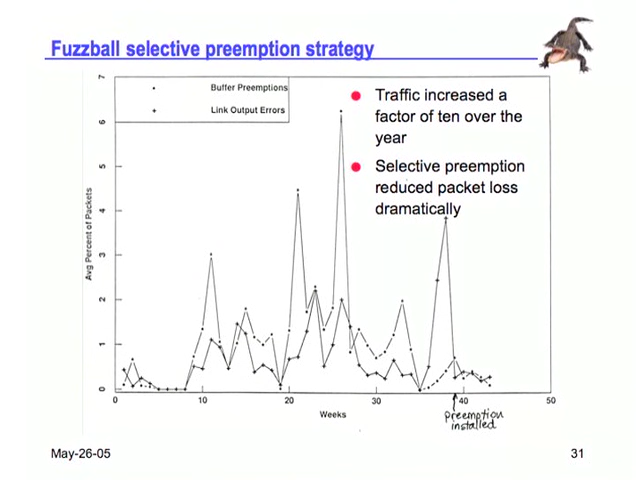 Fuzzball selective preemption strategy
Buffer Preemptions
Link Output Errors
Traffic increased a
factor of ten over the
year
Selective preemption
reduced packet loss
dramatically
Avg Percent of Packets
7
6
5
4
3
2
1
0
0 10 20 30 40 50
Weeks
preemption
installed
May-26-05
31